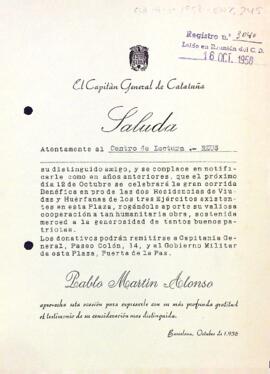 Registro n.º 3040
Leído en Reunión del C. D.
16 OCT. 1958
El Capitán General de Cataluña
Saluda
Atentamente al Centro de Lectura .- REUS
su distinguido amigo, y se complace en notifi-
carle como en años anteriores, que el próximo
día 12 de Octubre se celebrará la gran corrida
Benéfica en pro de las dos Residencias de Viu-
das y Huérfanos de los tres Ejércitos existen-
tes en esta Plaza, rogándole aporte su valiosa
cooperación a tan humanitaria obra, sostenida
merced a la generosidad de tantos buenos pa-
triotas.
Los donativos podrán remitirse a Capitanía Ge-
neral, Paseo Colón, 14, y al Gobierno Militar
de esta Plaza, Puerta de la Paz.
Pablo Martín Alonso
aprovecha esta ocasión para expresarle con su más profunda gratitud
el testimonio de su consideración más distinguida.
Barcelona, Octubre de 1958